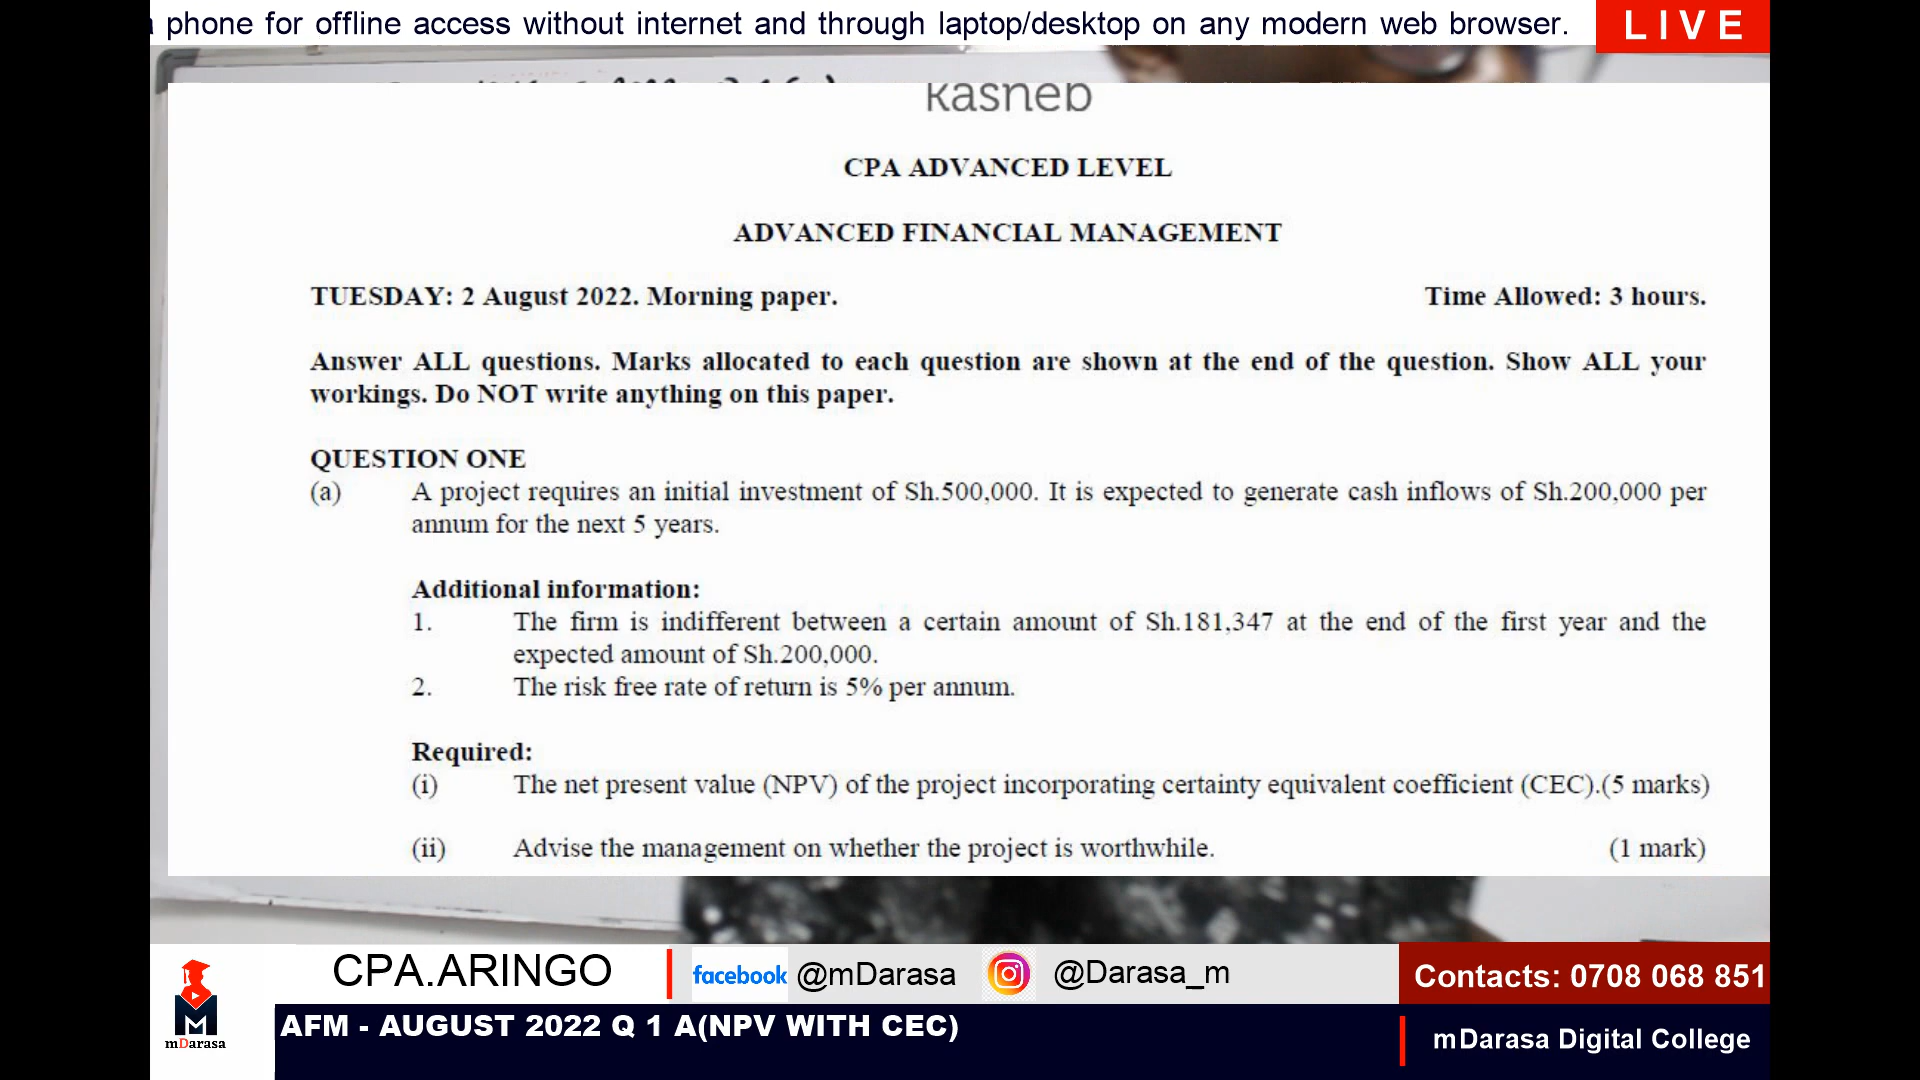 phone for offline access without internet and through laptop/desktop on any modern web browser.
LIVE
kasneb
CPA ADVANCED LEVEL
ADVANCED FINANCIAL MANAGEMENT
TUESDAY: 2 August 2022. Morning paper. Time Allowed: 3 hours.
Answer ALL questions. Marks allocated to each question are shown at the end of the question. Show ALL your
workings. Do NOT write anything on this paper.
QUESTION ONE
(a) A project requires an initial investment of Sh.500,000. It is expected to generate cash inflows of Sh.200,000 per
annum for the next 5 years.
Additional information:
1. The firm is indifferent between a certain amount of Sh.181,347 at the end of the first year and the
expected amount of Sh.200,000.
2. The risk free rate of return is 5% per annum.
Required:
(i) The net present value (NPV) of the project incorporating certainty equivalent coefficient (CEC).(5 marks)
(ii) Advise the management on whether the project is worthwhile. (1 mark)
CPA.ARINGO
facebook @mDarasa
@Darasa_m
Contacts: 0708 068 851
M
mDarasa
AFM - AUGUST 2022 Q 1 A(NPV WITH CEC)
mDarasa Digital College